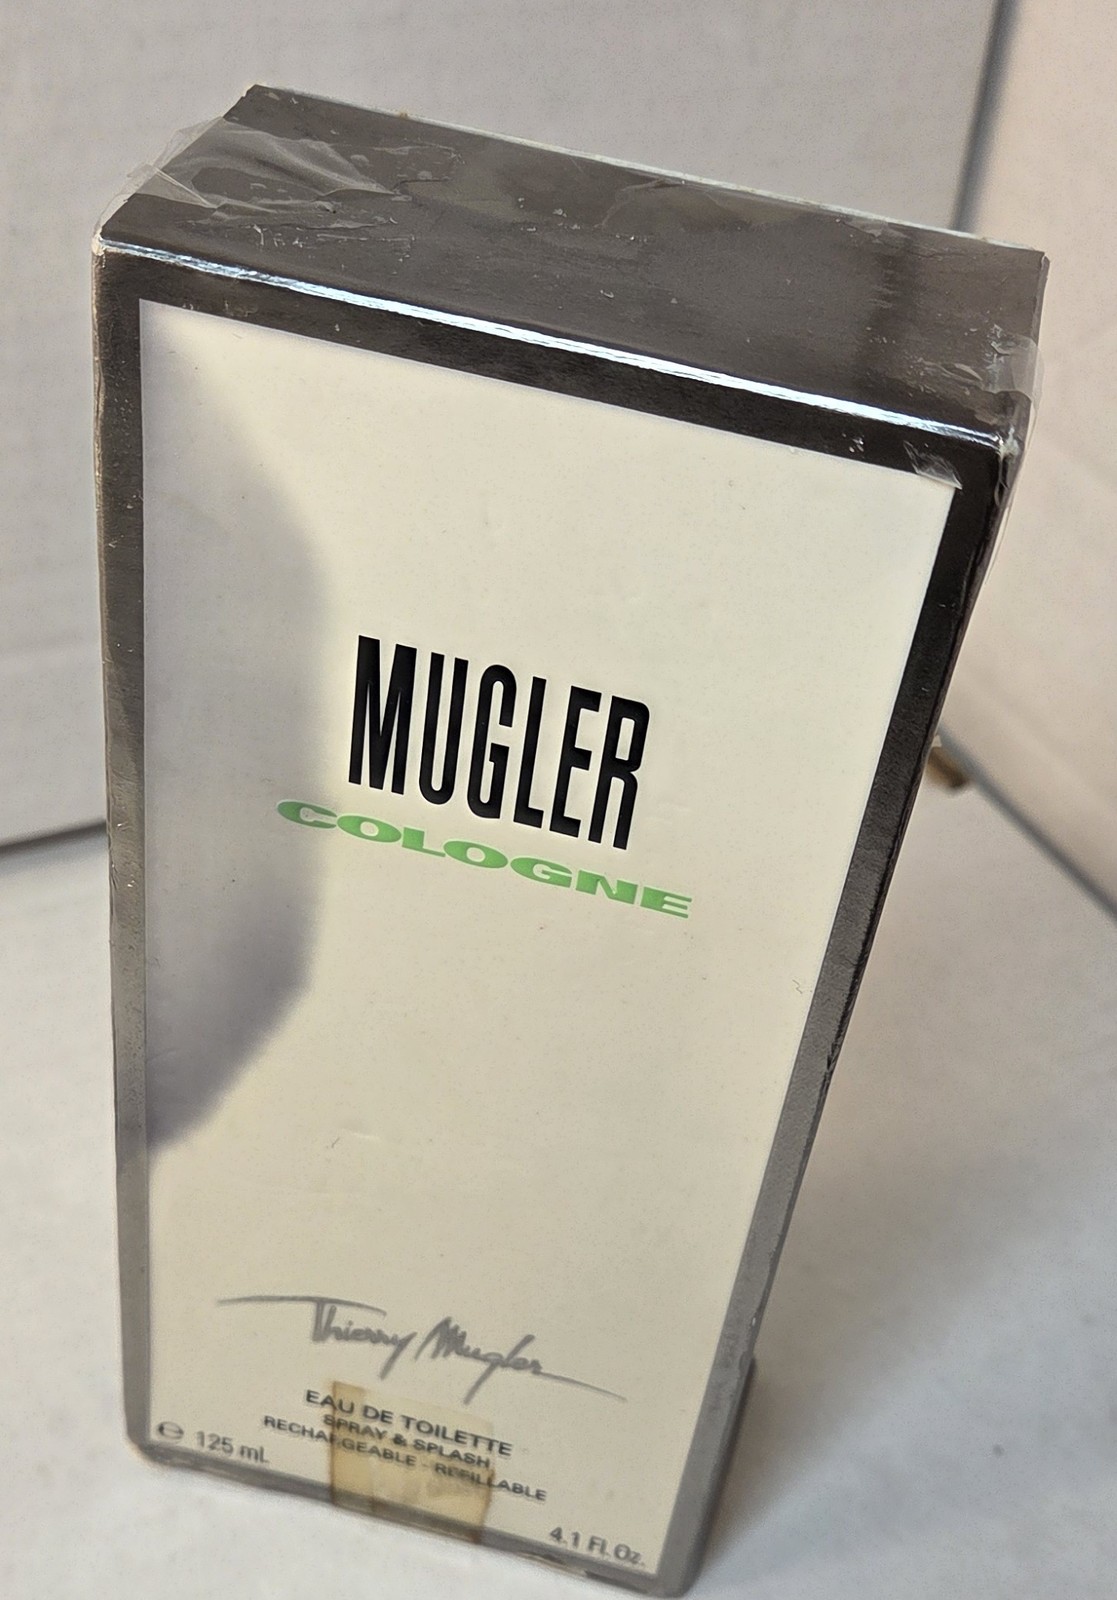 MUGLER
COLOGNE
Thierry Mugler
EAU DE TOILETTE
SPRAY & SPLASH
RECHARGEABLE - REFILLABLE
℮ 125 mL
4.1 Fl. Oz.